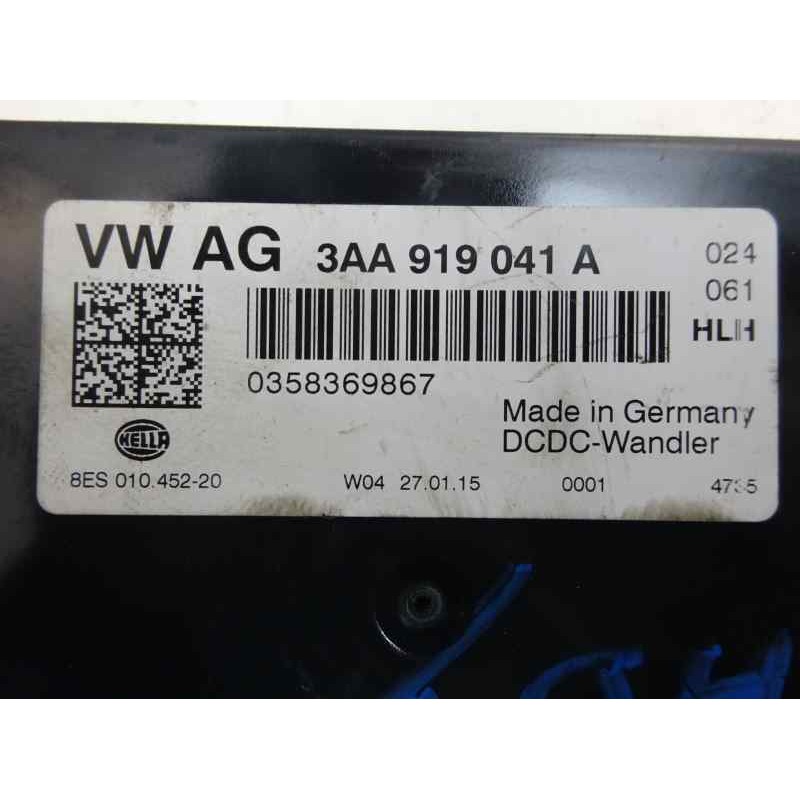 VW AG 3AA 919 041 A 024
061
HLH
0358369867
Made in Germany
DCDC-Wandler
HELLA
8ES 010.452-20 W04 27.01.15 0001